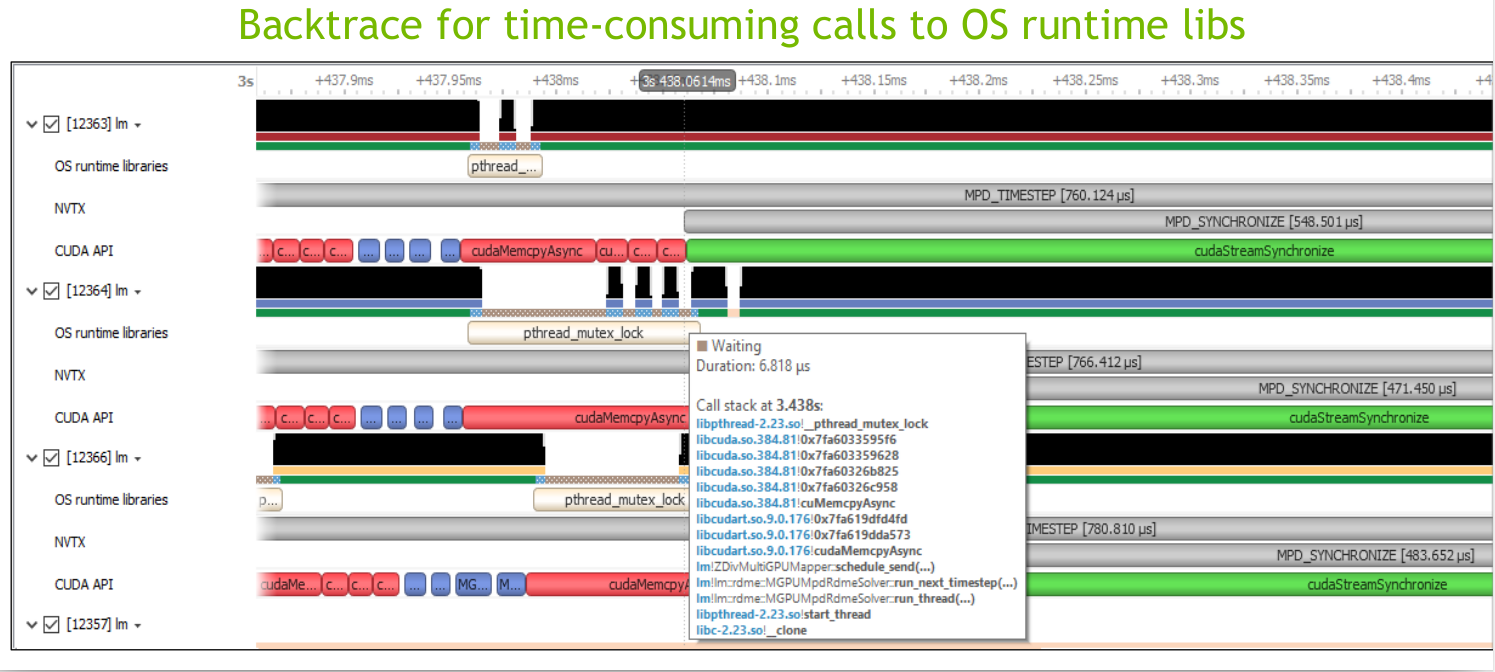 Backtrace for time-consuming calls to OS runtime libs
3s +437.9ms +437.95ms +438ms 3s 438.0614ms +438.1ms +438.15ms +438.2ms +438.25ms +438.3ms +438.35ms +438.4ms +4
[12363] lm
OS runtime libraries pthread_...
NVTX MPD_TIMESTEP [760.124 µs]
MPD_SYNCHRONIZE [548.501 µs]
CUDA API ... c... c... c... ... ... ... ... cudaMemcpyAsync cu... c... c... cudaStreamSynchronize
[12364] lm
OS runtime libraries pthread_mutex_lock
NVTX ESTEP [766.412 µs]
MPD_SYNCHRONIZE [471.450 µs]
CUDA API ... c... c... c... ... ... ... ... cudaMemcpyAsync cudaStreamSynchronize
[12366] lm
OS runtime libraries p... pthread_mutex_lock
NVTX IMESTEP [780.810 µs]
MPD_SYNCHRONIZE [483.652 µs]
CUDA API cudaMe... c... c... c... ... ... MG... M... cudaMemcpyA cudaStreamSynchronize
[12357] lm
Waiting
Duration: 6.818 µs
Call stack at 3.438s:
libpthread-2.23.so!__pthread_mutex_lock
libcuda.so.384.81!0x7fa6033595f6
libcuda.so.384.81!0x7fa603359628
libcuda.so.384.81!0x7fa60326b825
libcuda.so.384.81!0x7fa60326c958
libcuda.so.384.81!cuMemcpyAsync
libcudart.so.9.0.176!0x7fa619dfd4fd
libcudart.so.9.0.176!0x7fa619dda573
libcudart.so.9.0.176!cudaMemcpyAsync
lm!ZDivMultiGPUMapper::schedule_send(...)
lm!lm::rdme::MGPUMpdRdmeSolver::run_next_timestep(...)
lm!lm::rdme::MGPUMpdRdmeSolver::run_thread(...)
libpthread-2.23.so!start_thread
libc-2.23.so!__clone